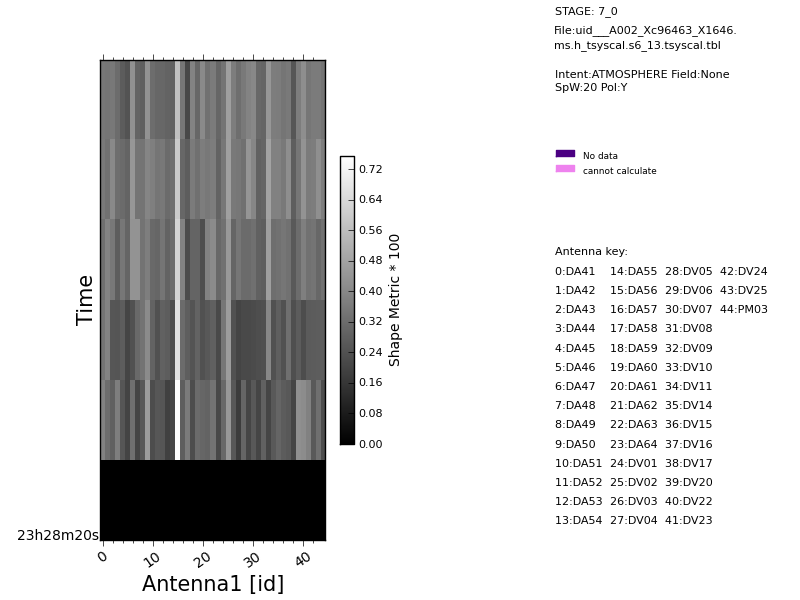 STAGE: 7_0
File:uid___A002_Xc96463_X1646.
ms.h_tsyscal.s6_13.tsyscal.tbl
Intent:ATMOSPHERE Field:None
SpW:20 Pol:Y
No data
cannot calculate
Antenna key:
0:DA41 14:DA55 28:DV05 42:DV24
1:DA42 15:DA56 29:DV06 43:DV25
2:DA43 16:DA57 30:DV07 44:PM03
3:DA44 17:DA58 31:DV08
4:DA45 18:DA59 32:DV09
5:DA46 19:DA60 33:DV10
6:DA47 20:DA61 34:DV11
7:DA48 21:DA62 35:DV14
8:DA49 22:DA63 36:DV15
9:DA50 23:DA64 37:DV16
10:DA51 24:DV01 38:DV17
11:DA52 25:DV02 39:DV20
12:DA53 26:DV03 40:DV22
13:DA54 27:DV04 41:DV23
Time
23h28m20s
0 10 20 30 40
Antenna1 [id]
0.72
0.64
0.56
0.48
0.40
0.32
0.24
0.16
0.08
0.00
Shape Metric * 100